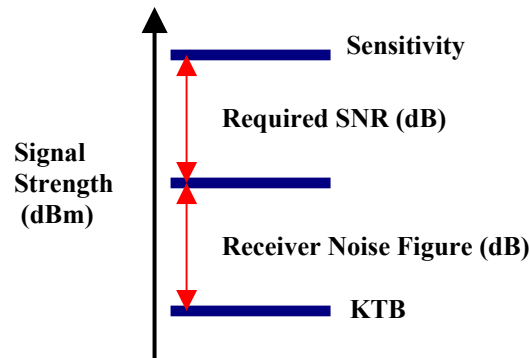 Sensitivity
Required SNR (dB)
Signal
Strength
(dBm)
Receiver Noise Figure (dB)
KTB